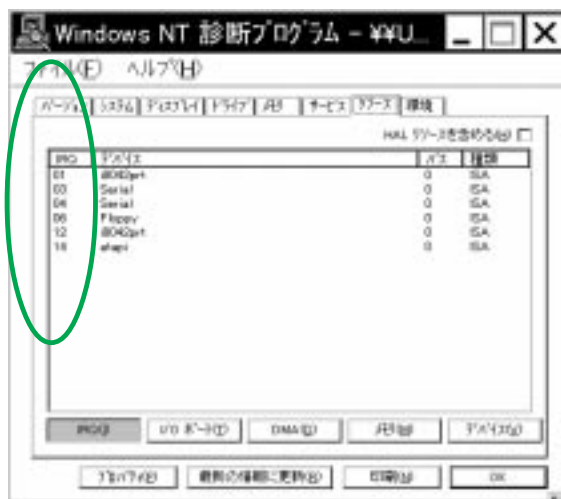 Windows NT 診断ﾌﾟﾛｸﾞﾗﾑ - ¥¥U...
ﾌｧｲﾙ(F) ﾍﾙﾌﾟ(H)
ﾊﾞｰｼﾞｮﾝ ｼｽﾃﾑ ﾃﾞｨｽﾌﾟﾚｲ ﾄﾞﾗｲﾌﾞ ﾒﾓﾘ ｻｰﾋﾞｽ ﾘｿｰｽ 環境
HAL ﾘｿｰｽを含める(H)
IRQ ﾃﾞﾊﾞｲｽ ﾊﾞｽ 種類
01 i8042prt 0 ISA
03 Serial 0 ISA
04 Serial 0 ISA
06 Floppy 0 ISA
12 i8042prt 0 ISA
14 atapi 0 ISA
IRQ(I) I/O ﾎﾟｰﾄ(T) DMA(D) ﾒﾓﾘ(M) ﾃﾞﾊﾞｲｽ(V)
ﾌﾟﾛﾊﾟﾃｨ(P) 最新の情報に更新(R) 印刷(N) OK